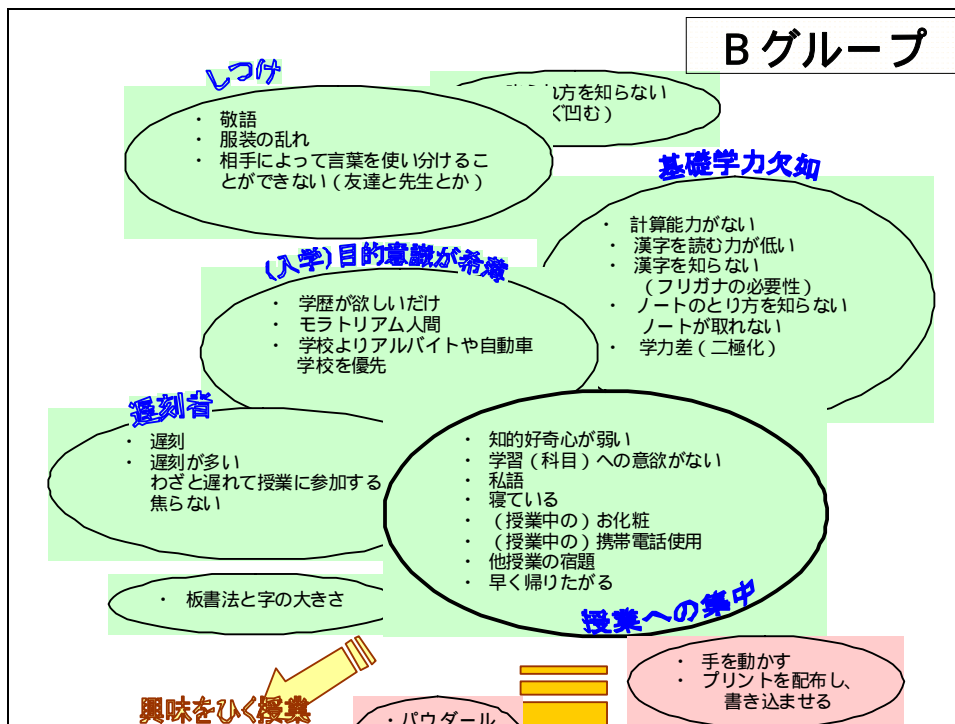 Bグループ
しつけ
・ 敬語
・ 服装の乱れ
・ 相手によって言葉を使い分けるこ
とができない(友達と先生とか)
れ方を知らない
ぐ凹む)
基礎学力欠如
・ 計算能力がない
・ 漢字を読む力が低い
・ 漢字を知らない
(フリガナの必要性)
・ ノートのとり方を知らない
ノートが取れない
・ 学力差(二極化)
(入学)目的意識が希薄
・ 学歴が欲しいだけ
・ モラトリアム人間
・ 学校よりアルバイトや自動車
学校を優先
遅刻者
・ 遅刻
・ 遅刻が多い
わざと遅れて授業に参加する
焦らない
・ 知的好奇心が弱い
・ 学習(科目)への意欲がない
・ 私語
・ 寝ている
・ (授業中の)お化粧
・ (授業中の)携帯電話使用
・ 他授業の宿題
・ 早く帰りたがる
授業への集中
・ 板書法と字の大きさ
・ 手を動かす
・ プリントを配布し、
書き込ませる
興味をひく授業
・パウダール